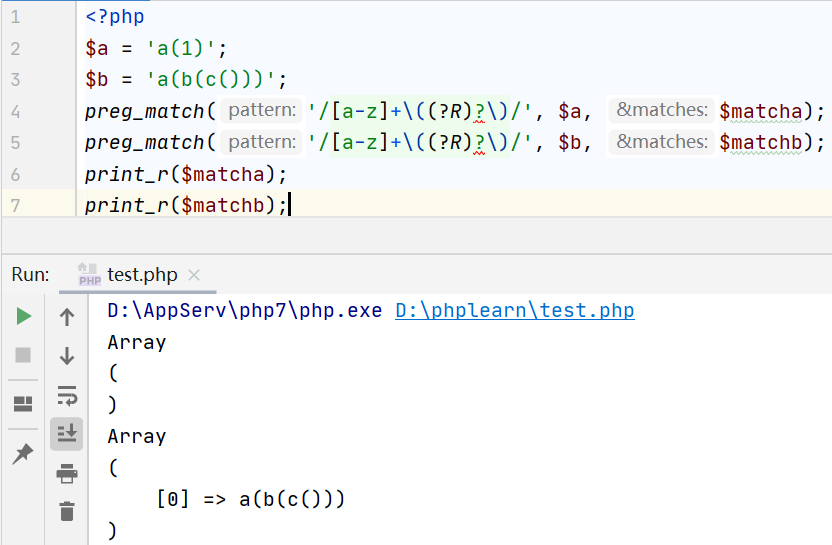 1 <?php
2 $a = 'a(1)';
3 $b = 'a(b(c()))';
4 preg_match( pattern: '/[a-z]+\((?R)?\)/', $a, &matches: $matcha);
5 preg_match( pattern: '/[a-z]+\((?R)?\)/', $b, &matches: $matchb);
6 print_r($matcha);
7 print_r($matchb);
Run: PHP test.php ×
D:\AppServ\php7\php.exe D:\phplearn\test.php
Array
(
)
Array
(
    [0] => a(b(c()))
)